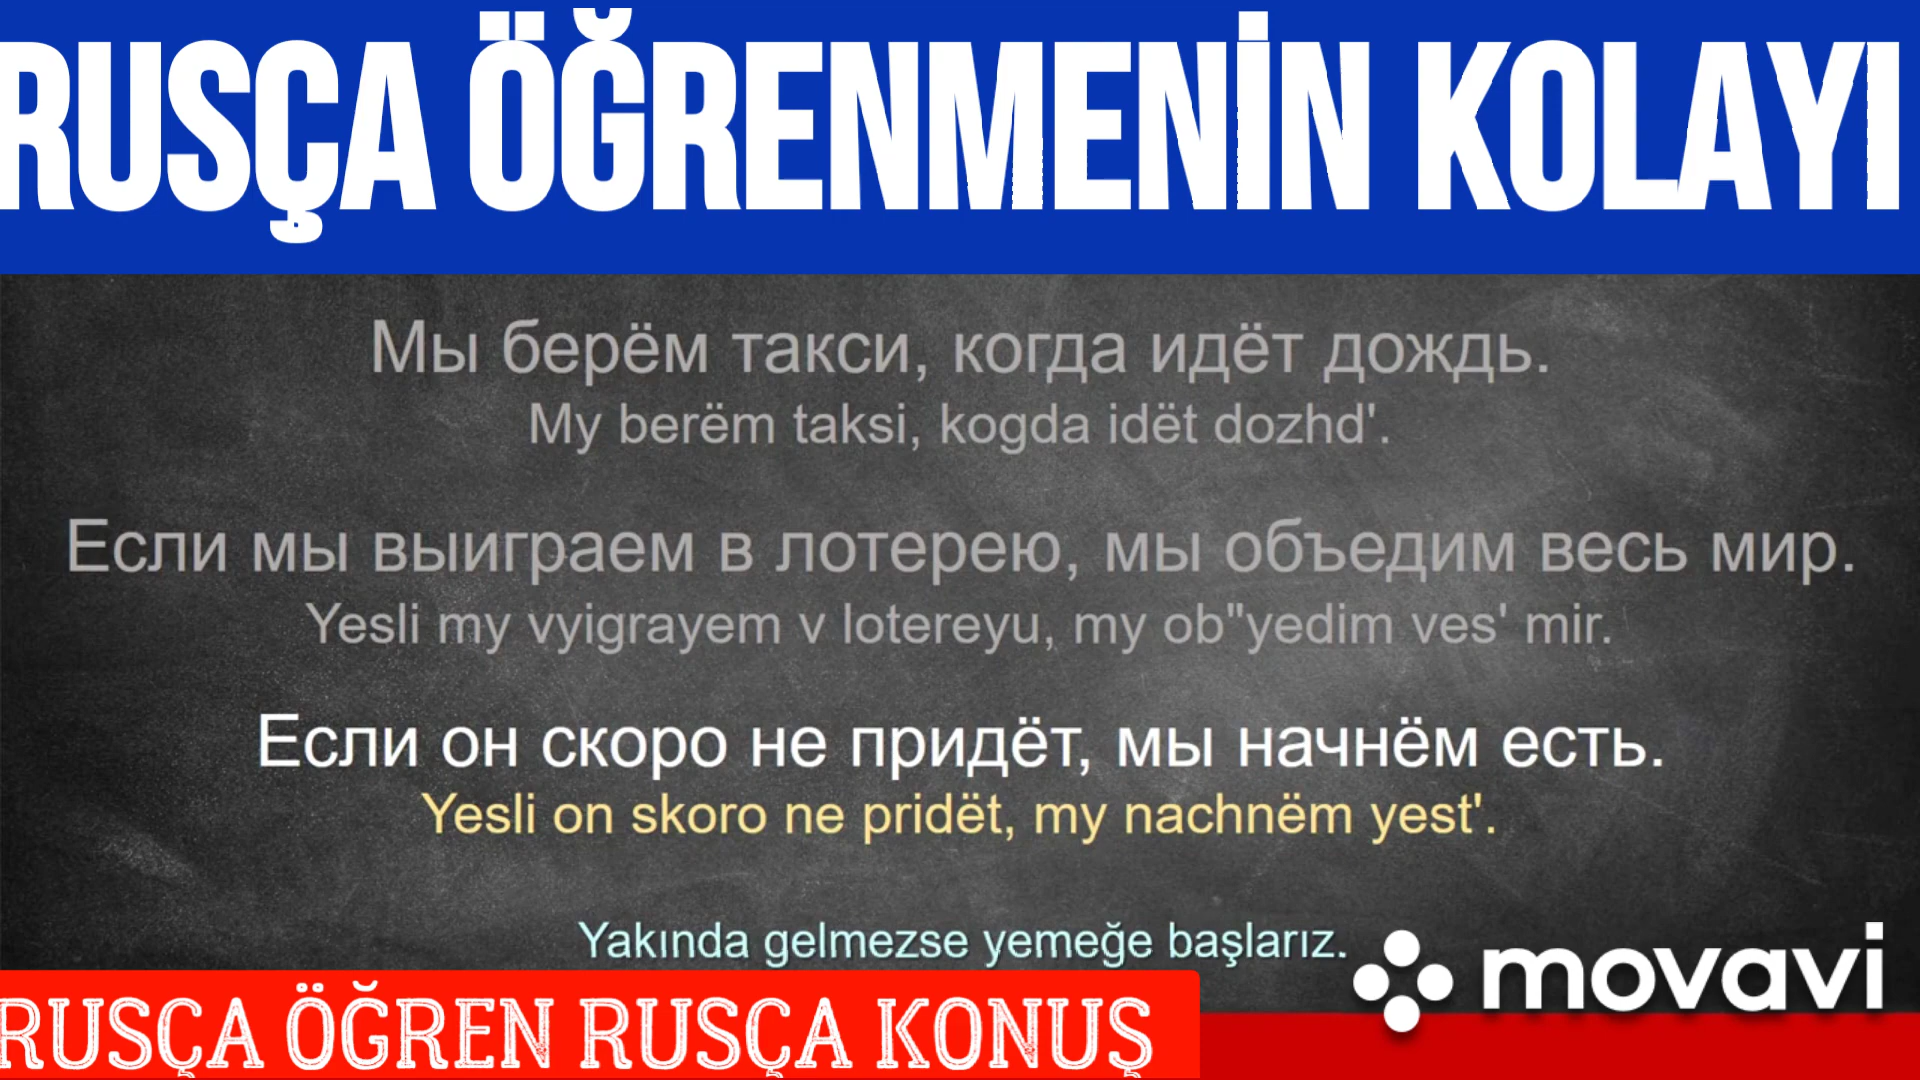 RUSÇA ÖĞRENMENİN KOLAYI
Мы берём такси, когда идёт дождь.
My berëm taksi, kogda idët dozhd'.
Если мы выиграем в лотерею, мы объедим весь мир.
Yesli my vyigrayem v lotereyu, my ob"yedim ves' mir.
Если он скоро не придёт, мы начнём есть.
Yesli on skoro ne pridët, my nachnëm yest'.
Yakında gelmezse yemeğe başlarız.
movavi
RUSÇA ÖĞREN RUSÇA KONUŞ